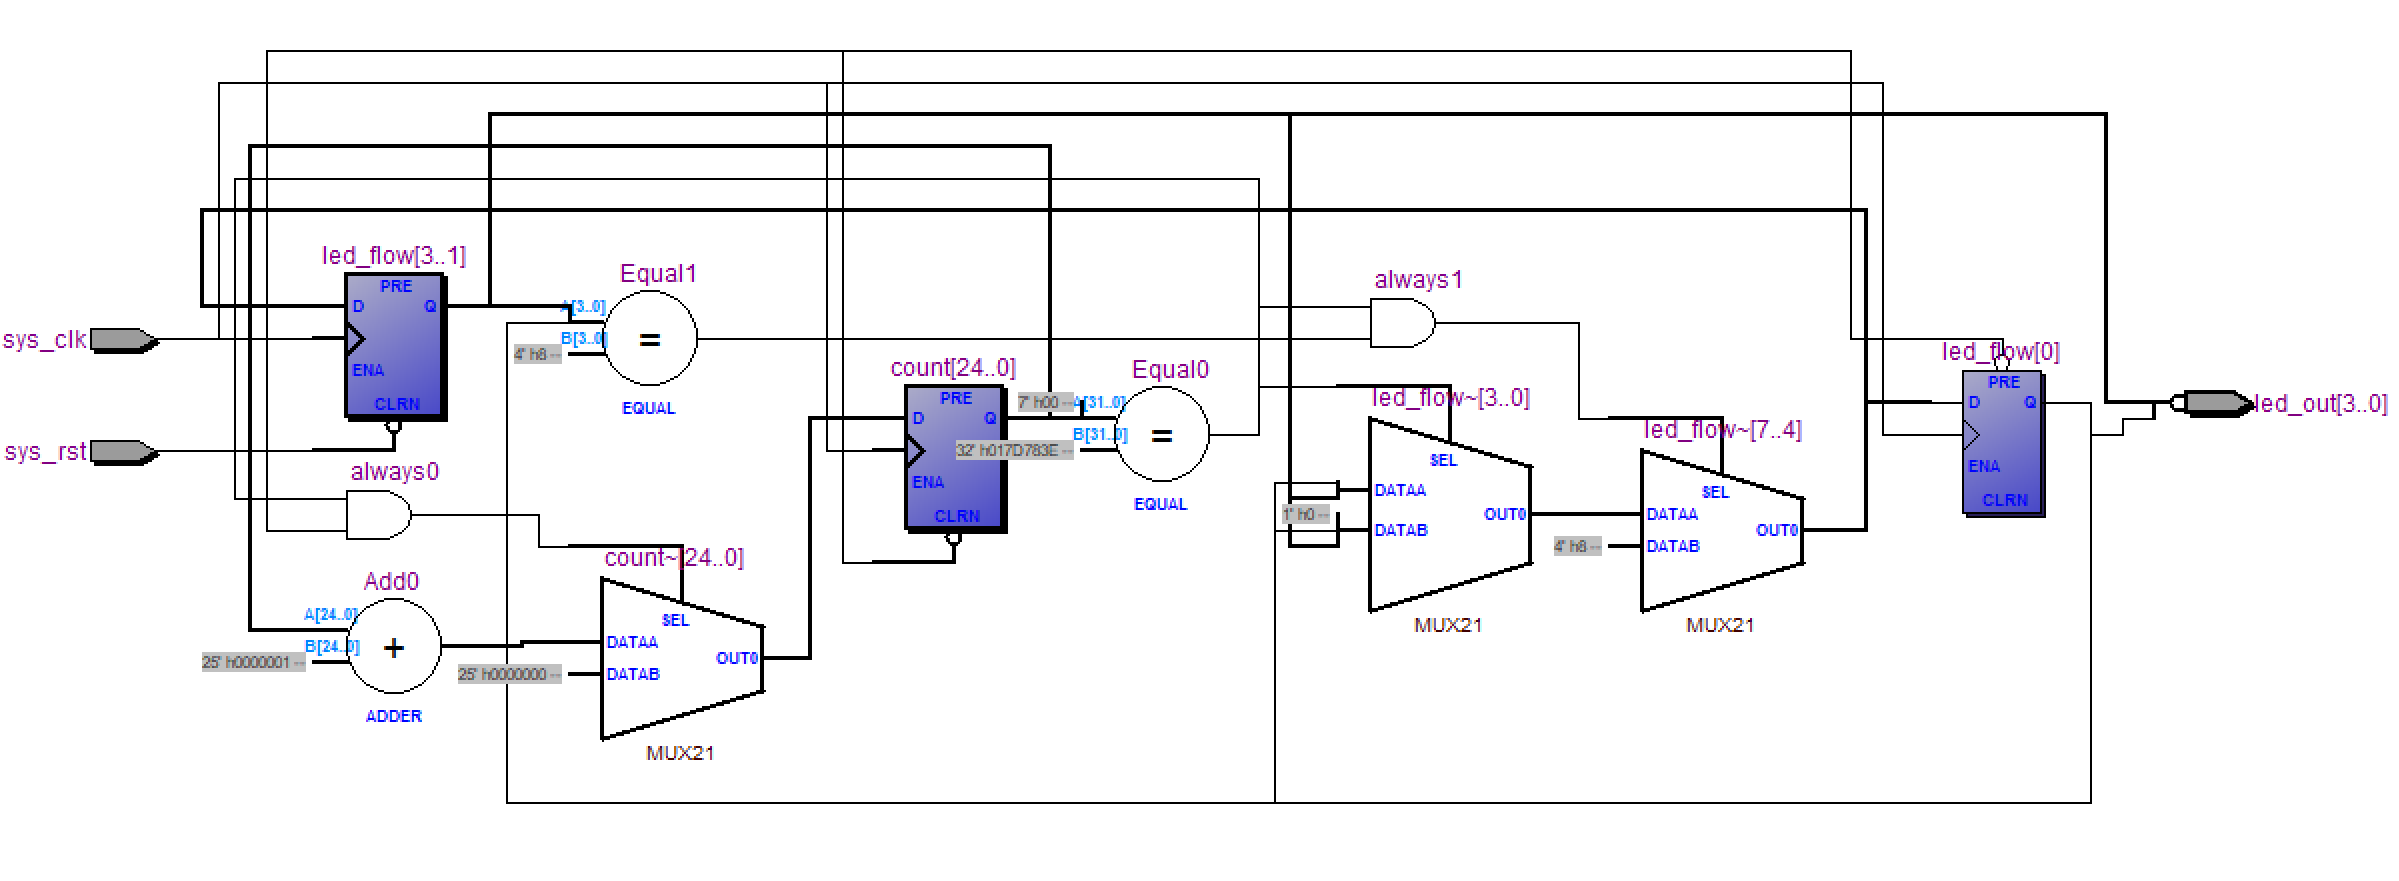 led_flow[3..1]
PRE
D
Q
ENA
CLRN
sys_clk
sys_rst
Equal1
A[3..0]
B[3..0]
4' h8 --
=
EQUAL
always0
Add0
A[24..0]
B[24..0]
25' h0000001 --
+
ADDER
count~[24..0]
SEL
DATAA
DATAB
OUT0
25' h0000000 --
MUX21
count[24..0]
PRE
D
Q
ENA
CLRN
Equal0
7' h00 --
A[31..0]
B[31..0]
32' h017D783E --
=
EQUAL
always1
led_flow~[3..0]
SEL
DATAA
DATAB
OUT0
1' h0 --
MUX21
led_flow~[7..4]
SEL
DATAA
DATAB
OUT0
4' h8 --
MUX21
led_flow[0]
PRE
D
Q
ENA
CLRN
led_out[3..0]